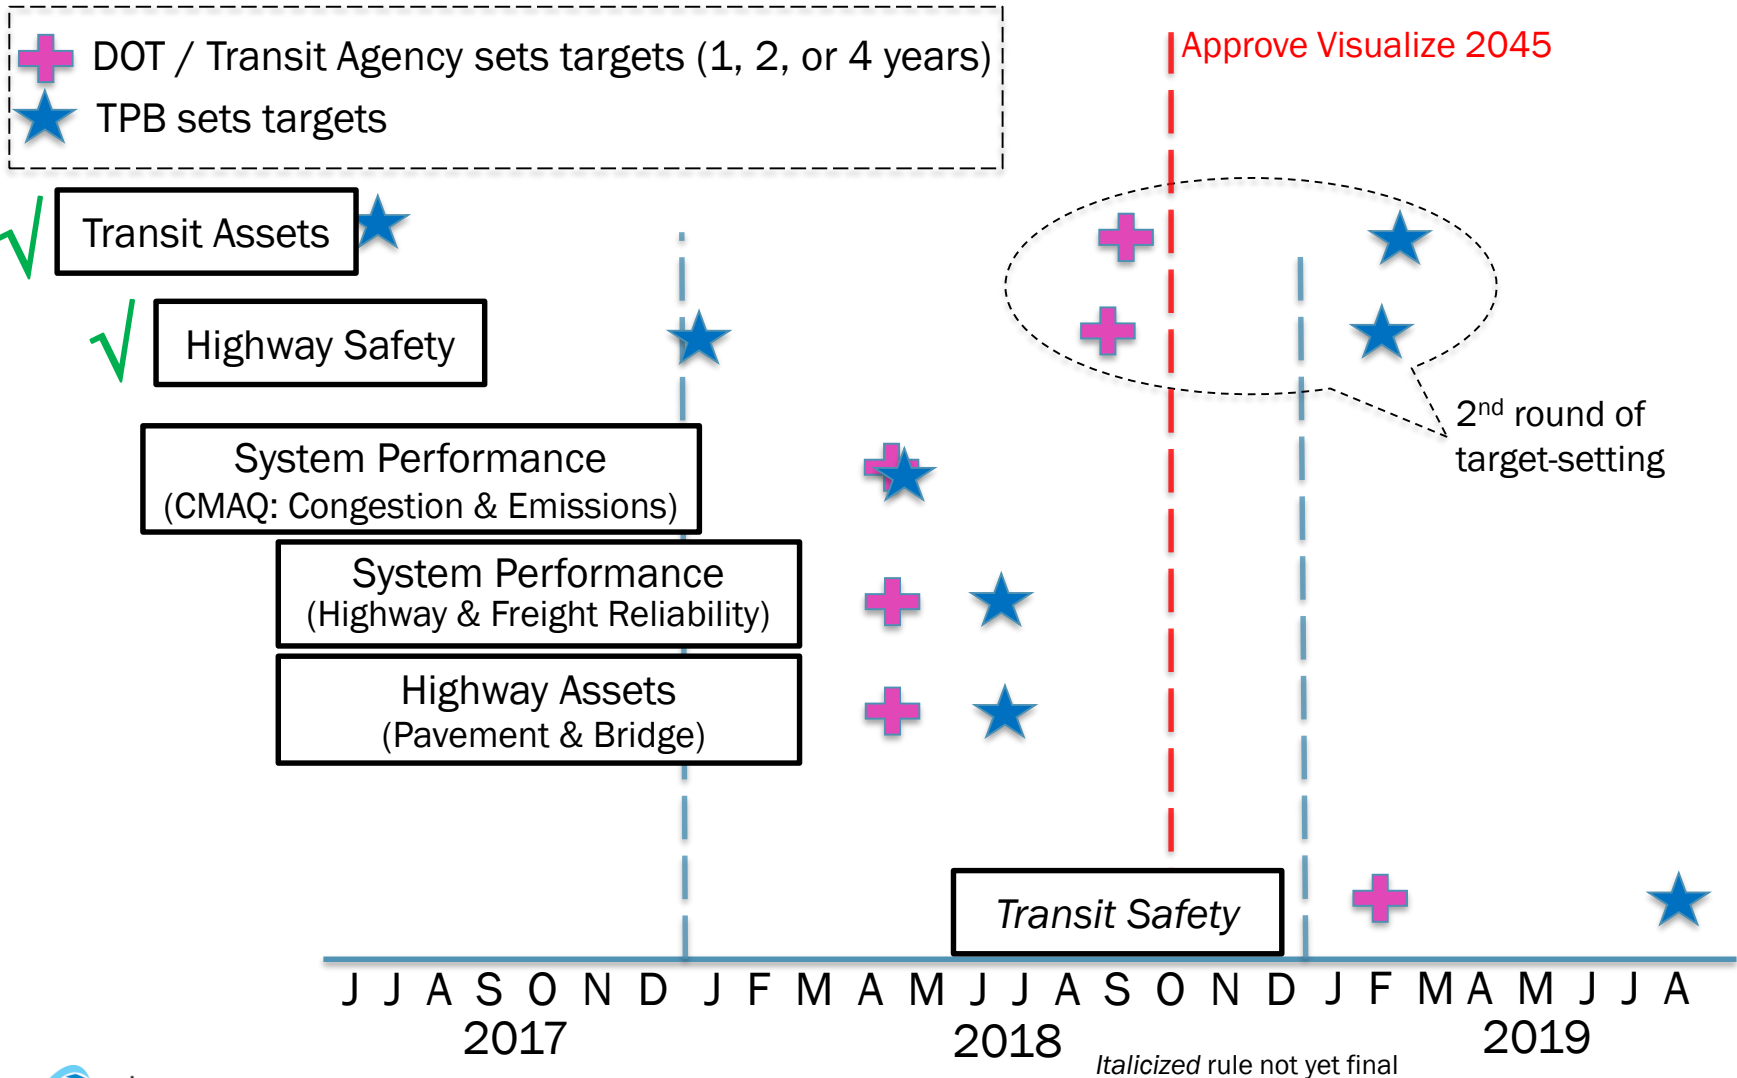 DOT / Transit Agency sets targets (1, 2, or 4 years)
TPB sets targets
Approve Visualize 2045
Transit Assets
Highway Safety
System Performance
(CMAQ: Congestion & Emissions)
System Performance
(Highway & Freight Reliability)
Highway Assets
(Pavement & Bridge)
2nd round of
target-setting
Transit Safety
J J A S O N D J F M A M J J A S O N D J F M A M J J A
2017 2018 2019
Italicized rule not yet final